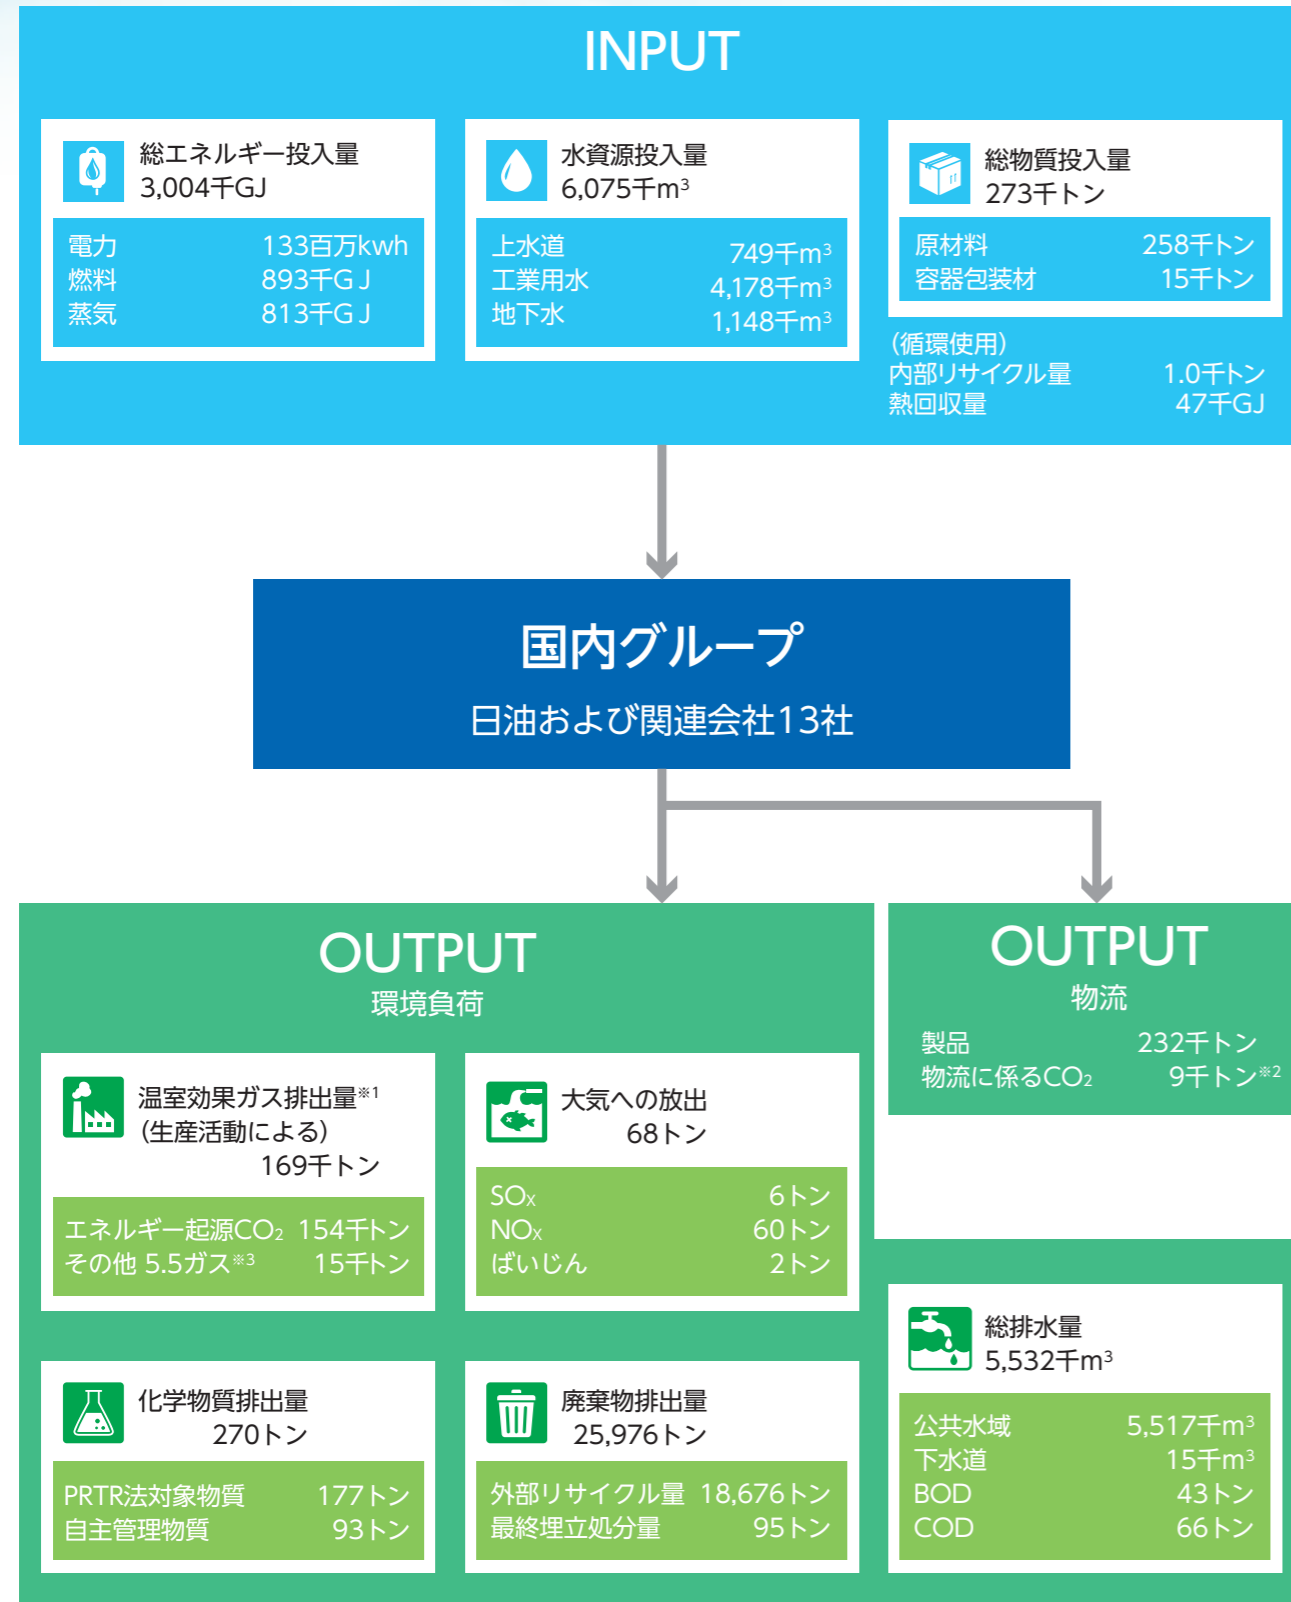 INPUT
総エネルギー投入量
3,004千GJ
電力 133百万kwh
燃料 893千GJ
蒸気 813千GJ
水資源投入量
6,075千m³
上水道 749千m³
工業用水 4,178千m³
地下水 1,148千m³
総物質投入量
273千トン
原材料 258千トン
容器包装材 15千トン
(循環使用)
内部リサイクル量 1.0千トン
熱回収量 47千GJ
国内グループ
日油および関連会社13社
OUTPUT
環境負荷
温室効果ガス排出量※1
(生産活動による)
169千トン
エネルギー起源CO₂ 154千トン
その他 5.5ガス※3 15千トン
大気への放出
68トン
SOx 6トン
NOx 60トン
ばいじん 2トン
化学物質排出量
270トン
PRTR法対象物質 177トン
自主管理物質 93トン
廃棄物排出量
25,976トン
外部リサイクル量 18,676トン
最終埋立処分量 95トン
OUTPUT
物流
製品 232千トン
物流に係るCO₂ 9千トン※2
総排水量
5,532千m³
公共水域 5,517千m³
下水道 15千m³
BOD 43トン
COD 66トン